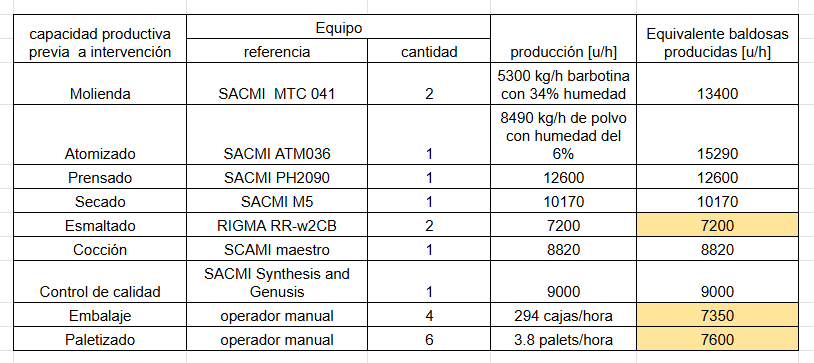 capacidad productiva
previa a intervención
Equipo
referencia
cantidad
producción [u/h]
Equivalente baldosas
producidas [u/h]
Molienda
SACMI MTC 041
2
5300 kg/h barbotina
con 34% humedad
13400
Atomizado
SACMI ATM036
1
8490 kg/h de polvo
con humedad del
6%
15290
Prensado
SACMI PH2090
1
12600
12600
Secado
SACMI M5
1
10170
10170
Esmaltado
RIGMA RR-w2CB
2
7200
7200
Cocción
SCAMI maestro
1
8820
8820
Control de calidad
SACMI Synthesis and
Genusis
1
9000
9000
Embalaje
operador manual
4
294 cajas/hora
7350
Paletizado
operador manual
6
3.8 palets/hora
7600